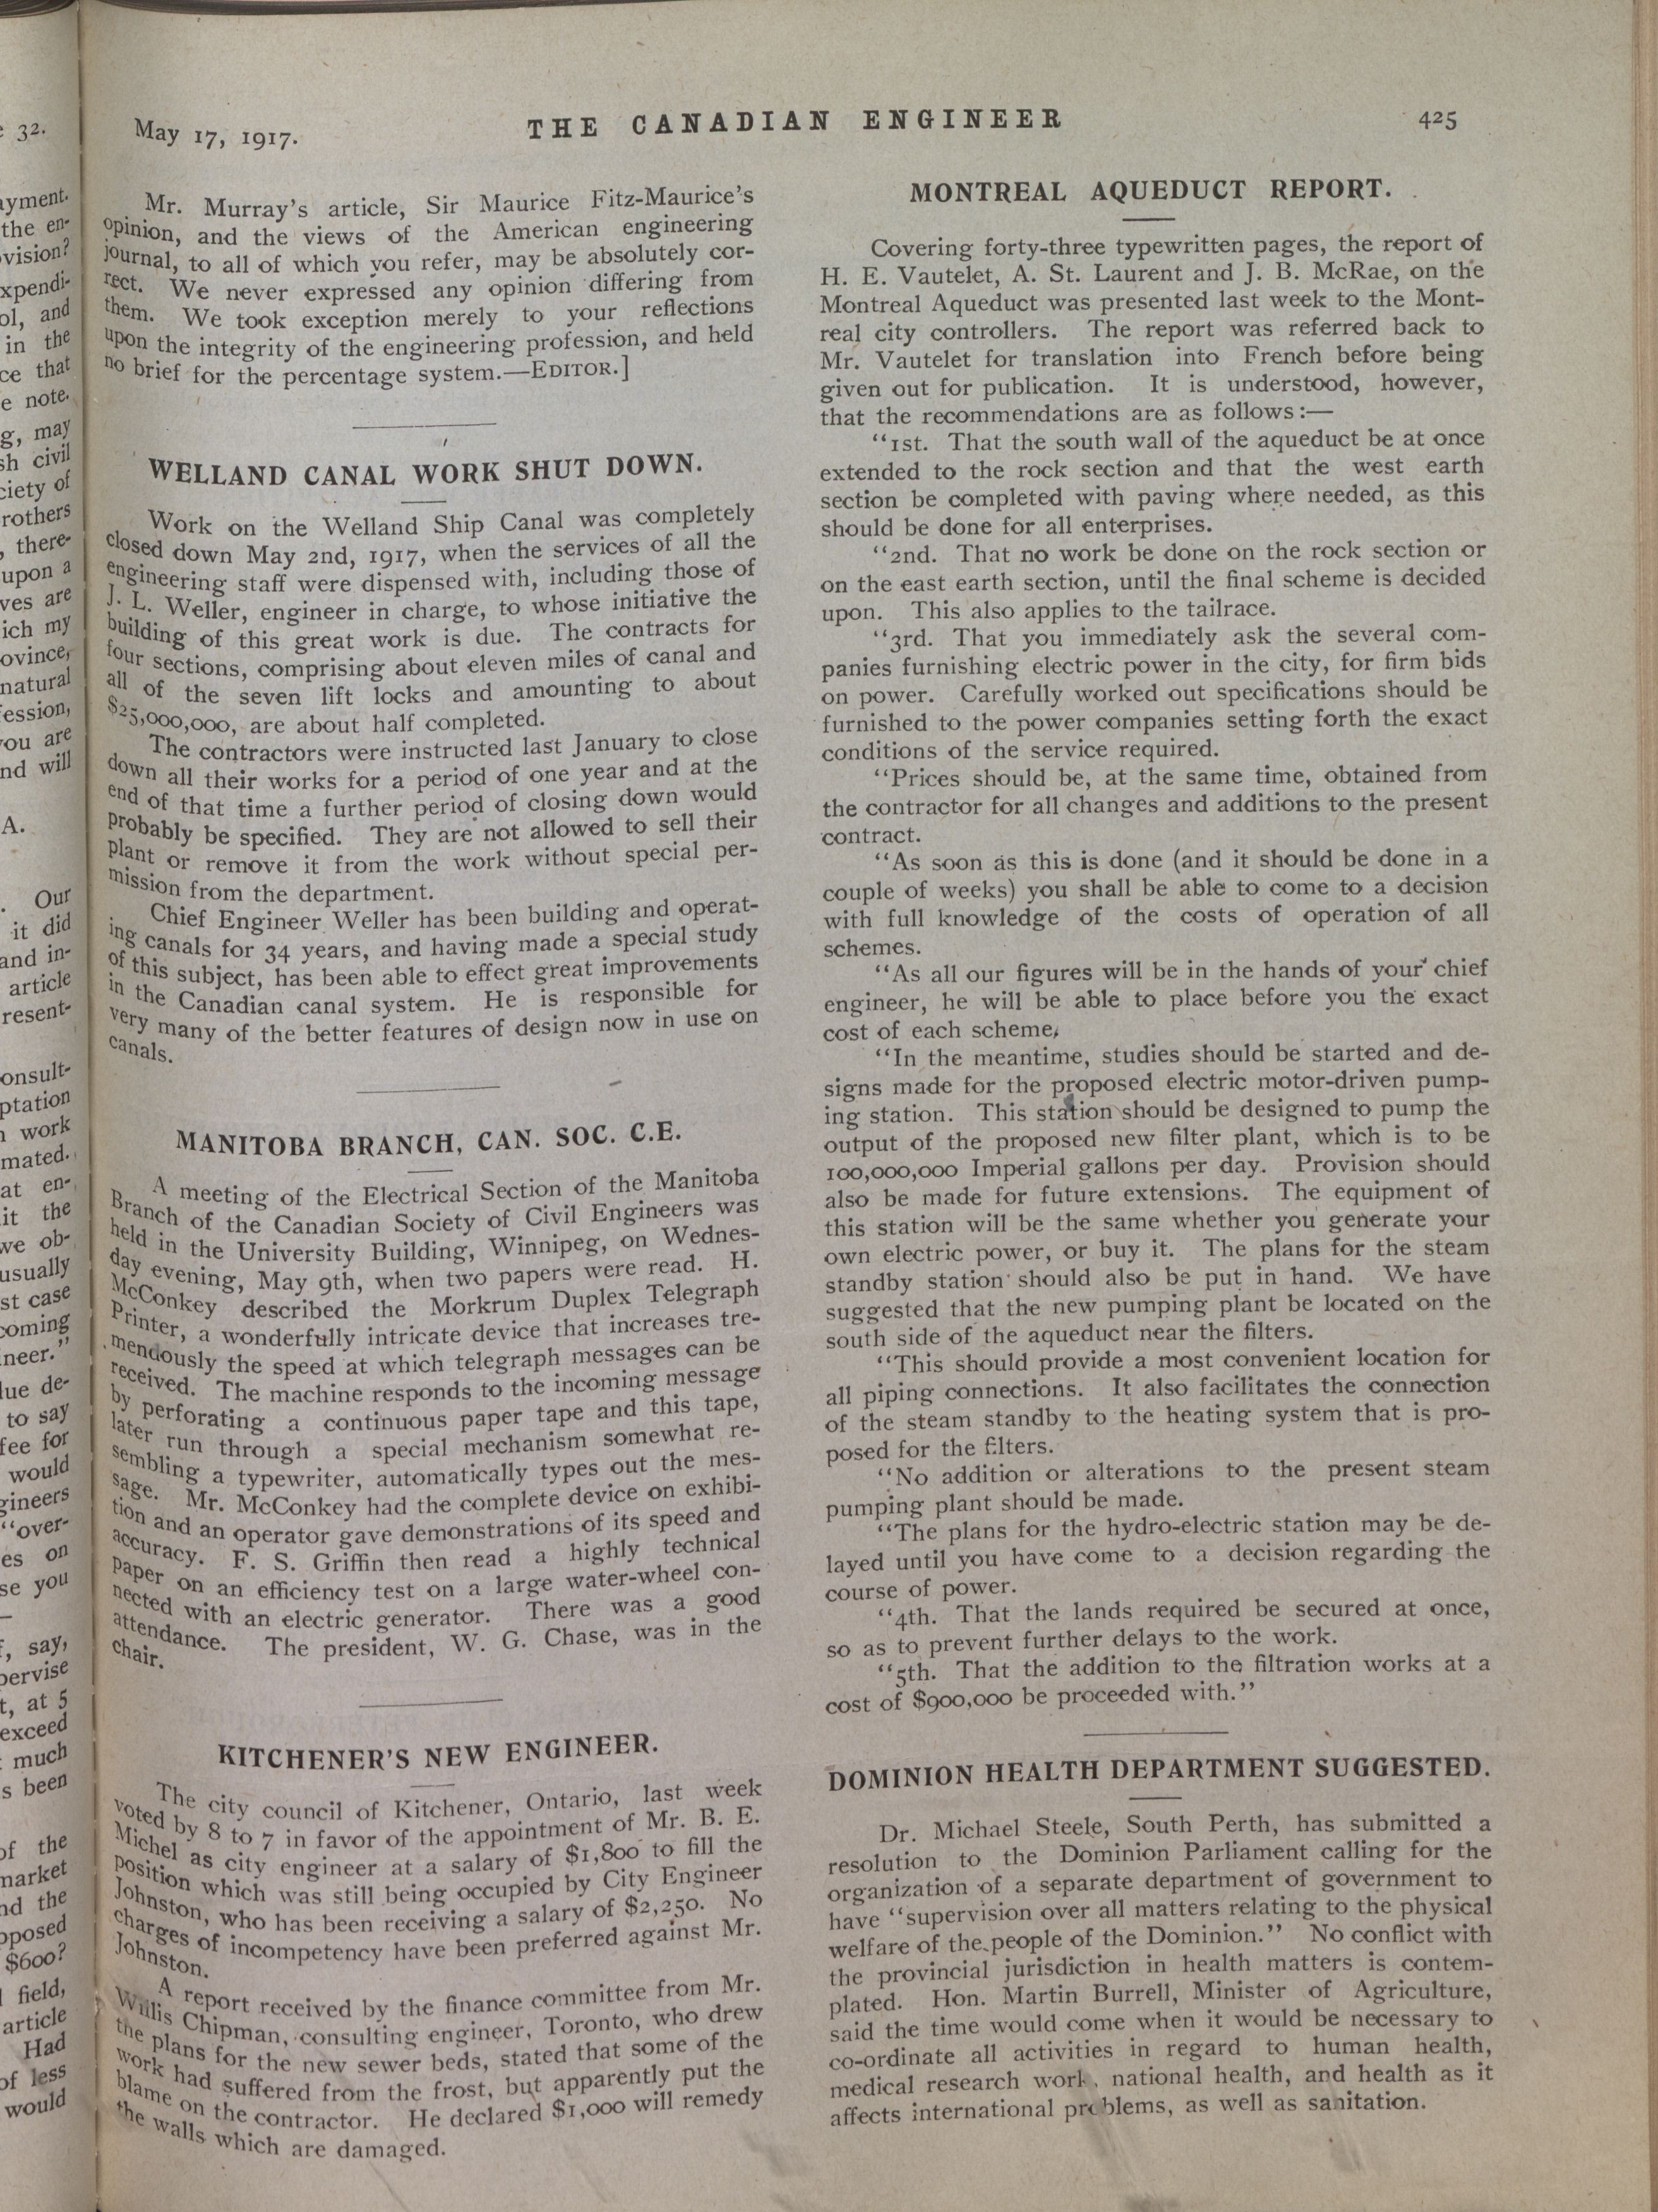 May 17, 1917.
THE CANADIAN ENGINEER
425
Mr. Murray's article, Sir Maurice Fitz-Maurice's
opinion, and the views of the American engineering
journal, to all of which you refer, may be absolutely cor-
rect. We never expressed any opinion differing from
them. We took exception merely to your reflections
upon the integrity of the engineering profession, and held
no brief for the percentage system.—EDITOR.]
WELLAND CANAL WORK SHUT DOWN.
Work on the Welland Ship Canal was completely
closed down May 2nd, 1917, when the services of all the
engineering staff were dispensed with, including those of
J. L. Weller, engineer in charge, to whose initiative the
building of this great work is due. The contracts for
four sections, comprising about eleven miles of canal and
all of the seven lift locks and amounting to about
$25,000,000, are about half completed.
The contractors were instructed last January to close
down all their works for a period of one year and at the
end of that time a further period of closing down would
probably be specified. They are not allowed to sell their
plant or remove it from the work without special per-
mission from the department.
Chief Engineer Weller has been building and operat-
ing canals for 34 years, and having made a special study
of this subject, has been able to effect great improvements
in the Canadian canal system. He is responsible for
very many of the better features of design now in use on
canals.
MANITOBA BRANCH, CAN. SOC. C.E.
A meeting of the Electrical Section of the Manitoba
Branch of the Canadian Society of Civil Engineers was
held in the University Building, Winnipeg, on Wednes-
day evening, May 9th, when two papers were read. H.
McConkey described the Morkrum Duplex Telegraph
Printer, a wonderfully intricate device that increases tre-
mendously the speed at which telegraph messages can be
received. The machine responds to the incoming message
by perforating a continuous paper tape and this tape,
later run through a special mechanism somewhat re-
sembling a typewriter, automatically types out the mes-
sage. Mr. McConkey had the complete device on exhibi-
tion and an operator gave demonstrations of its speed and
accuracy. F. S. Griffin then read a highly technical
paper on an efficiency test on a large water-wheel con-
nected with an electric generator. There was a good
attendance. The president, W. G. Chase, was in the
chair.
KITCHENER'S NEW ENGINEER.
The city council of Kitchener, Ontario, last week
voted by 8 to 7 in favor of the appointment of Mr. B. E.
Michel as city engineer at a salary of $1,800 to fill the
position which was still being occupied by City Engineer
Johnston, who has been receiving a salary of $2,250. No
charges of incompetency have been preferred against Mr.
Johnston.
A report received by the finance committee from Mr.
Willis Chipman, consulting engineer, Toronto, who drew
the plans for the new sewer beds, stated that some of the
work had suffered from the frost, but apparently put the
blame on the contractor. He declared $1,000 will remedy
the walls which are damaged.
MONTREAL AQUEDUCT REPORT.
Covering forty-three typewritten pages, the report of
H. E. Vautelet, A. St. Laurent and J. B. McRae, on the
Montreal Aqueduct was presented last week to the Mont-
real city controllers. The report was referred back to
Mr. Vautelet for translation into French before being
given out for publication. It is understood, however,
that the recommendations are as follows:—
"1st. That the south wall of the aqueduct be at once
extended to the rock section and that the west earth
section be completed with paving where needed, as this
should be done for all enterprises.
"2nd. That no work be done on the rock section or
on the east earth section, until the final scheme is decided
upon. This also applies to the tailrace.
"3rd. That you immediately ask the several com-
panies furnishing electric power in the city, for firm bids
on power. Carefully worked out specifications should be
furnished to the power companies setting forth the exact
conditions of the service required.
"Prices should be, at the same time, obtained from
the contractor for all changes and additions to the present
contract.
"As soon as this is done (and it should be done in a
couple of weeks) you shall be able to come to a decision
with full knowledge of the costs of operation of all
schemes.
"As all our figures will be in the hands of your chief
engineer, he will be able to place before you the exact
cost of each scheme.
"In the meantime, studies should be started and de-
signs made for the proposed electric motor-driven pump-
ing station. This station should be designed to pump the
output of the proposed new filter plant, which is to be
100,000,000 Imperial gallons per day. Provision should
also be made for future extensions. The equipment of
this station will be the same whether you generate your
own electric power, or buy it. The plans for the steam
standby station should also be put in hand. We have
suggested that the new pumping plant be located on the
south side of the aqueduct near the filters.
"This should provide a most convenient location for
all piping connections. It also facilitates the connection
of the steam standby to the heating system that is pro-
posed for the filters.
"No addition or alterations to the present steam
pumping plant should be made.
"The plans for the hydro-electric station may be de-
layed until you have come to a decision regarding the
course of power.
"4th. That the lands required be secured at once,
so as to prevent further delays to the work.
"5th. That the addition to the filtration works at a
cost of $900,000 be proceeded with."
DOMINION HEALTH DEPARTMENT SUGGESTED.
Dr. Michael Steele, South Perth, has submitted a
resolution to the Dominion Parliament calling for the
organization of a separate department of government to
have "supervision over all matters relating to the physical
welfare of the people of the Dominion." No conflict with
the provincial jurisdiction in health matters is contem-
plated. Hon. Martin Burrell, Minister of Agriculture,
said the time would come when it would be necessary to
co-ordinate all activities in regard to human health,
medical research work, national health, and health as it
affects international problems, as well as sanitation.